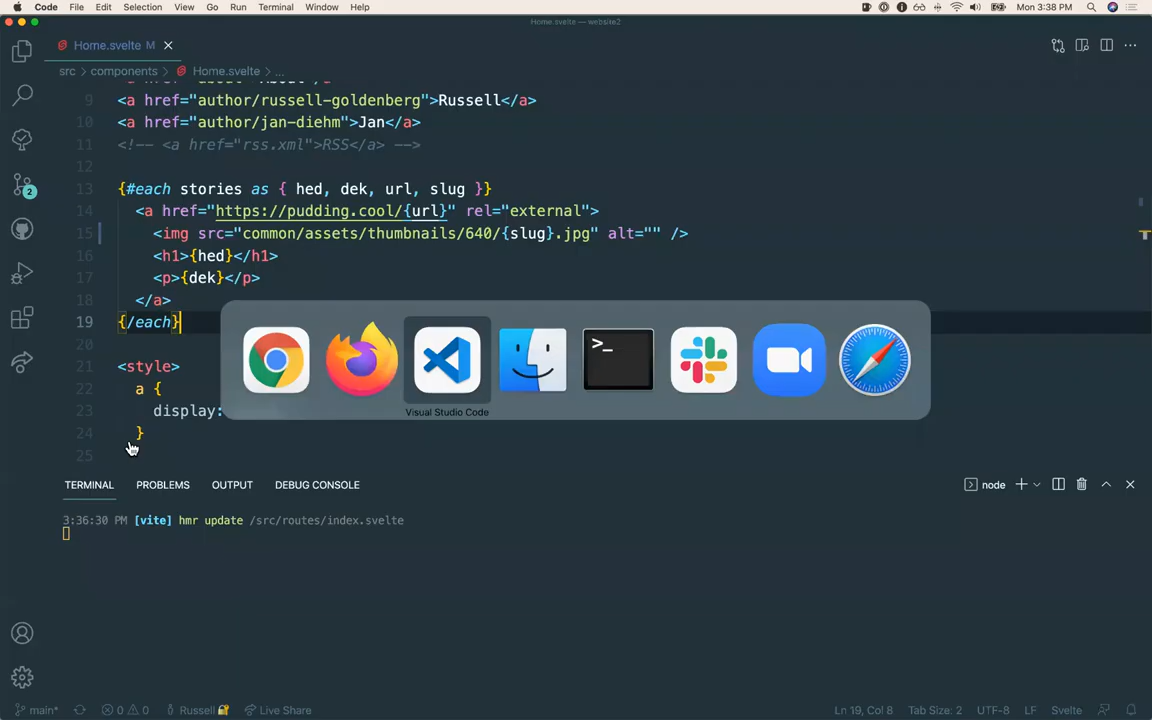 Code File Edit Selection View Go Run Terminal Window Help Mon 3:38 PM
Home.svelte — website2
Home.svelte M
src > components > Home.svelte > ...
9 <a href="author/russell-goldenberg">Russell</a>
10 <a href="author/jan-diehm">Jan</a>
11 <!-- <a href="rss.xml">RSS</a> -->
12
13 {#each stories as { hed, dek, url, slug }}
14 <a href="https://pudding.cool/{url}" rel="external">
15 <img src="common/assets/thumbnails/640/{slug}.jpg" alt="" />
16 <h1>{hed}</h1>
17 <p>{dek}</p>
18 </a>
19 {/each}
20
21 <style>
22 a {
23 display:
24 }
25
>_
Visual Studio Code
2
TERMINAL PROBLEMS OUTPUT DEBUG CONSOLE node
3:36:30 PM [vite] hmr update /src/routes/index.svelte
main* 0 0 Russell Live Share Ln 19, Col 8 Tab Size: 2 UTF-8 LF Svelte